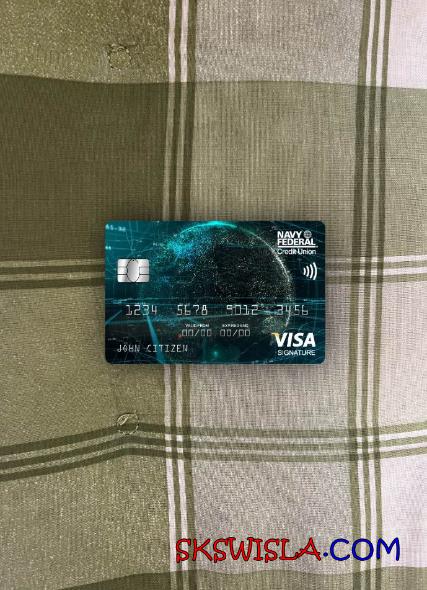 NAVY
FEDERAL
Credit Union
1234 5678 9012 3456
VALID FROM EXPIRES END
00/00 00/00
JOHN CITIZEN
VISA
SIGNATURE
SKSWISLA.COM